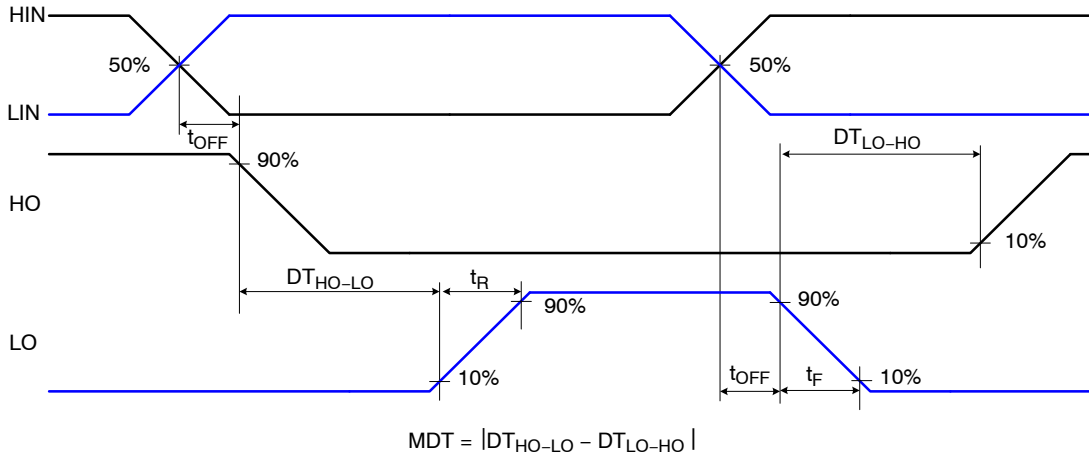 HIN
50%
50%
LIN
tOFF
DTLO–HO
90%
HO
10%
DTHO–LO
tR
90%
90%
LO
10%
tOFF
tF
10%
MDT = |DTHO–LO – DTLO–HO|